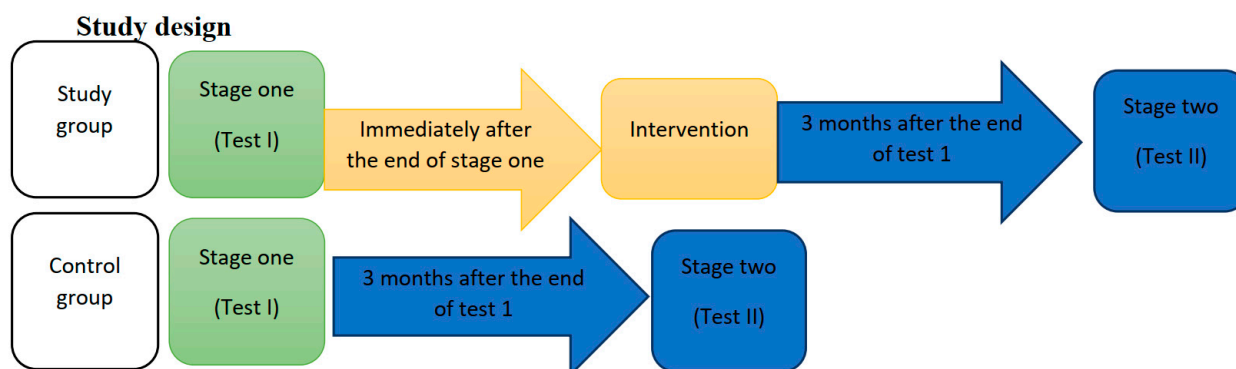 Study design
Study
group
Stage one
(Test I)
Immediately after
the end of stage one
Intervention
3 months after the end
of test 1
Stage two
(Test II)
Control
group
Stage one
(Test I)
3 months after the end
of test 1
Stage two
(Test II)